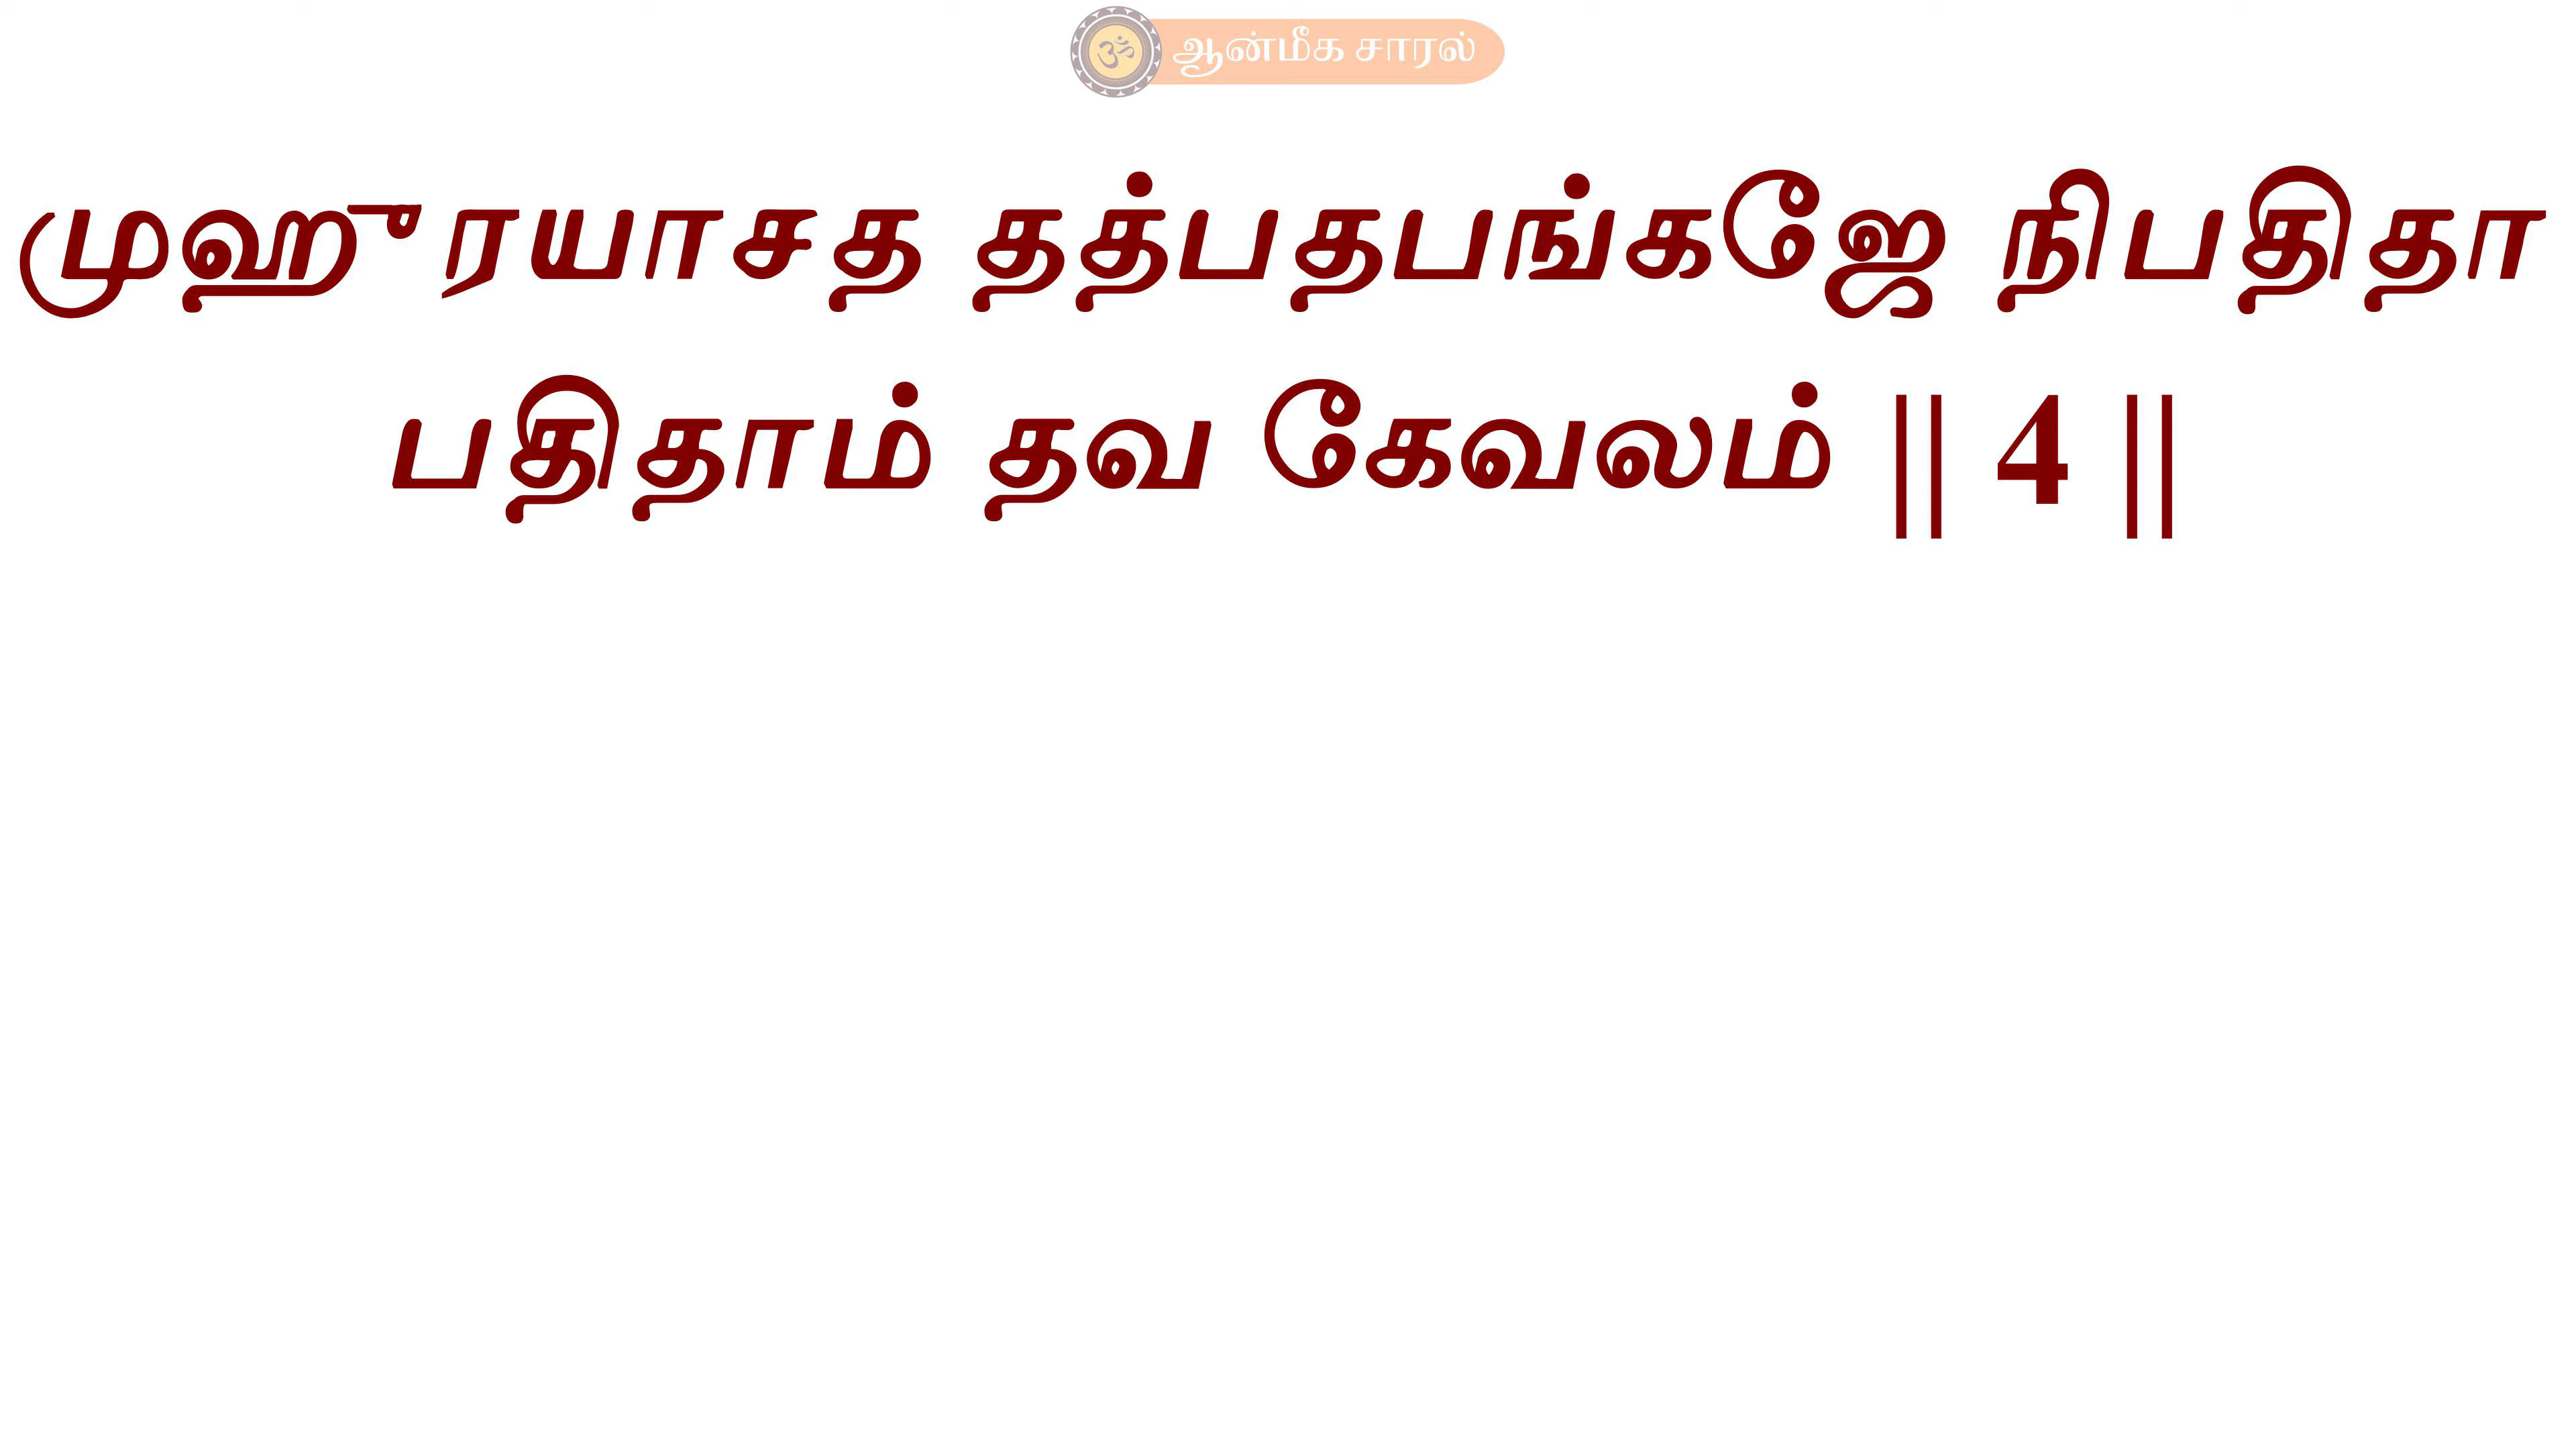 ஆன்மீக சாரல்
முஹுரயாசத தத்பதபங்கஜே நிபதிதா
பதிதாம் தவ கேவலம் || 4 ||